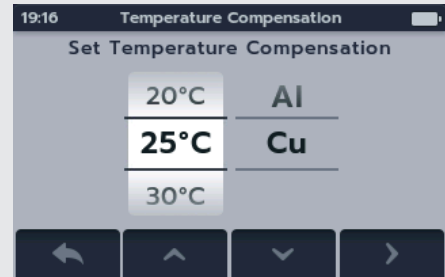 19:16 Temperature Compensation
Set Temperature Compensation
20°C Al
25°C Cu
30°C